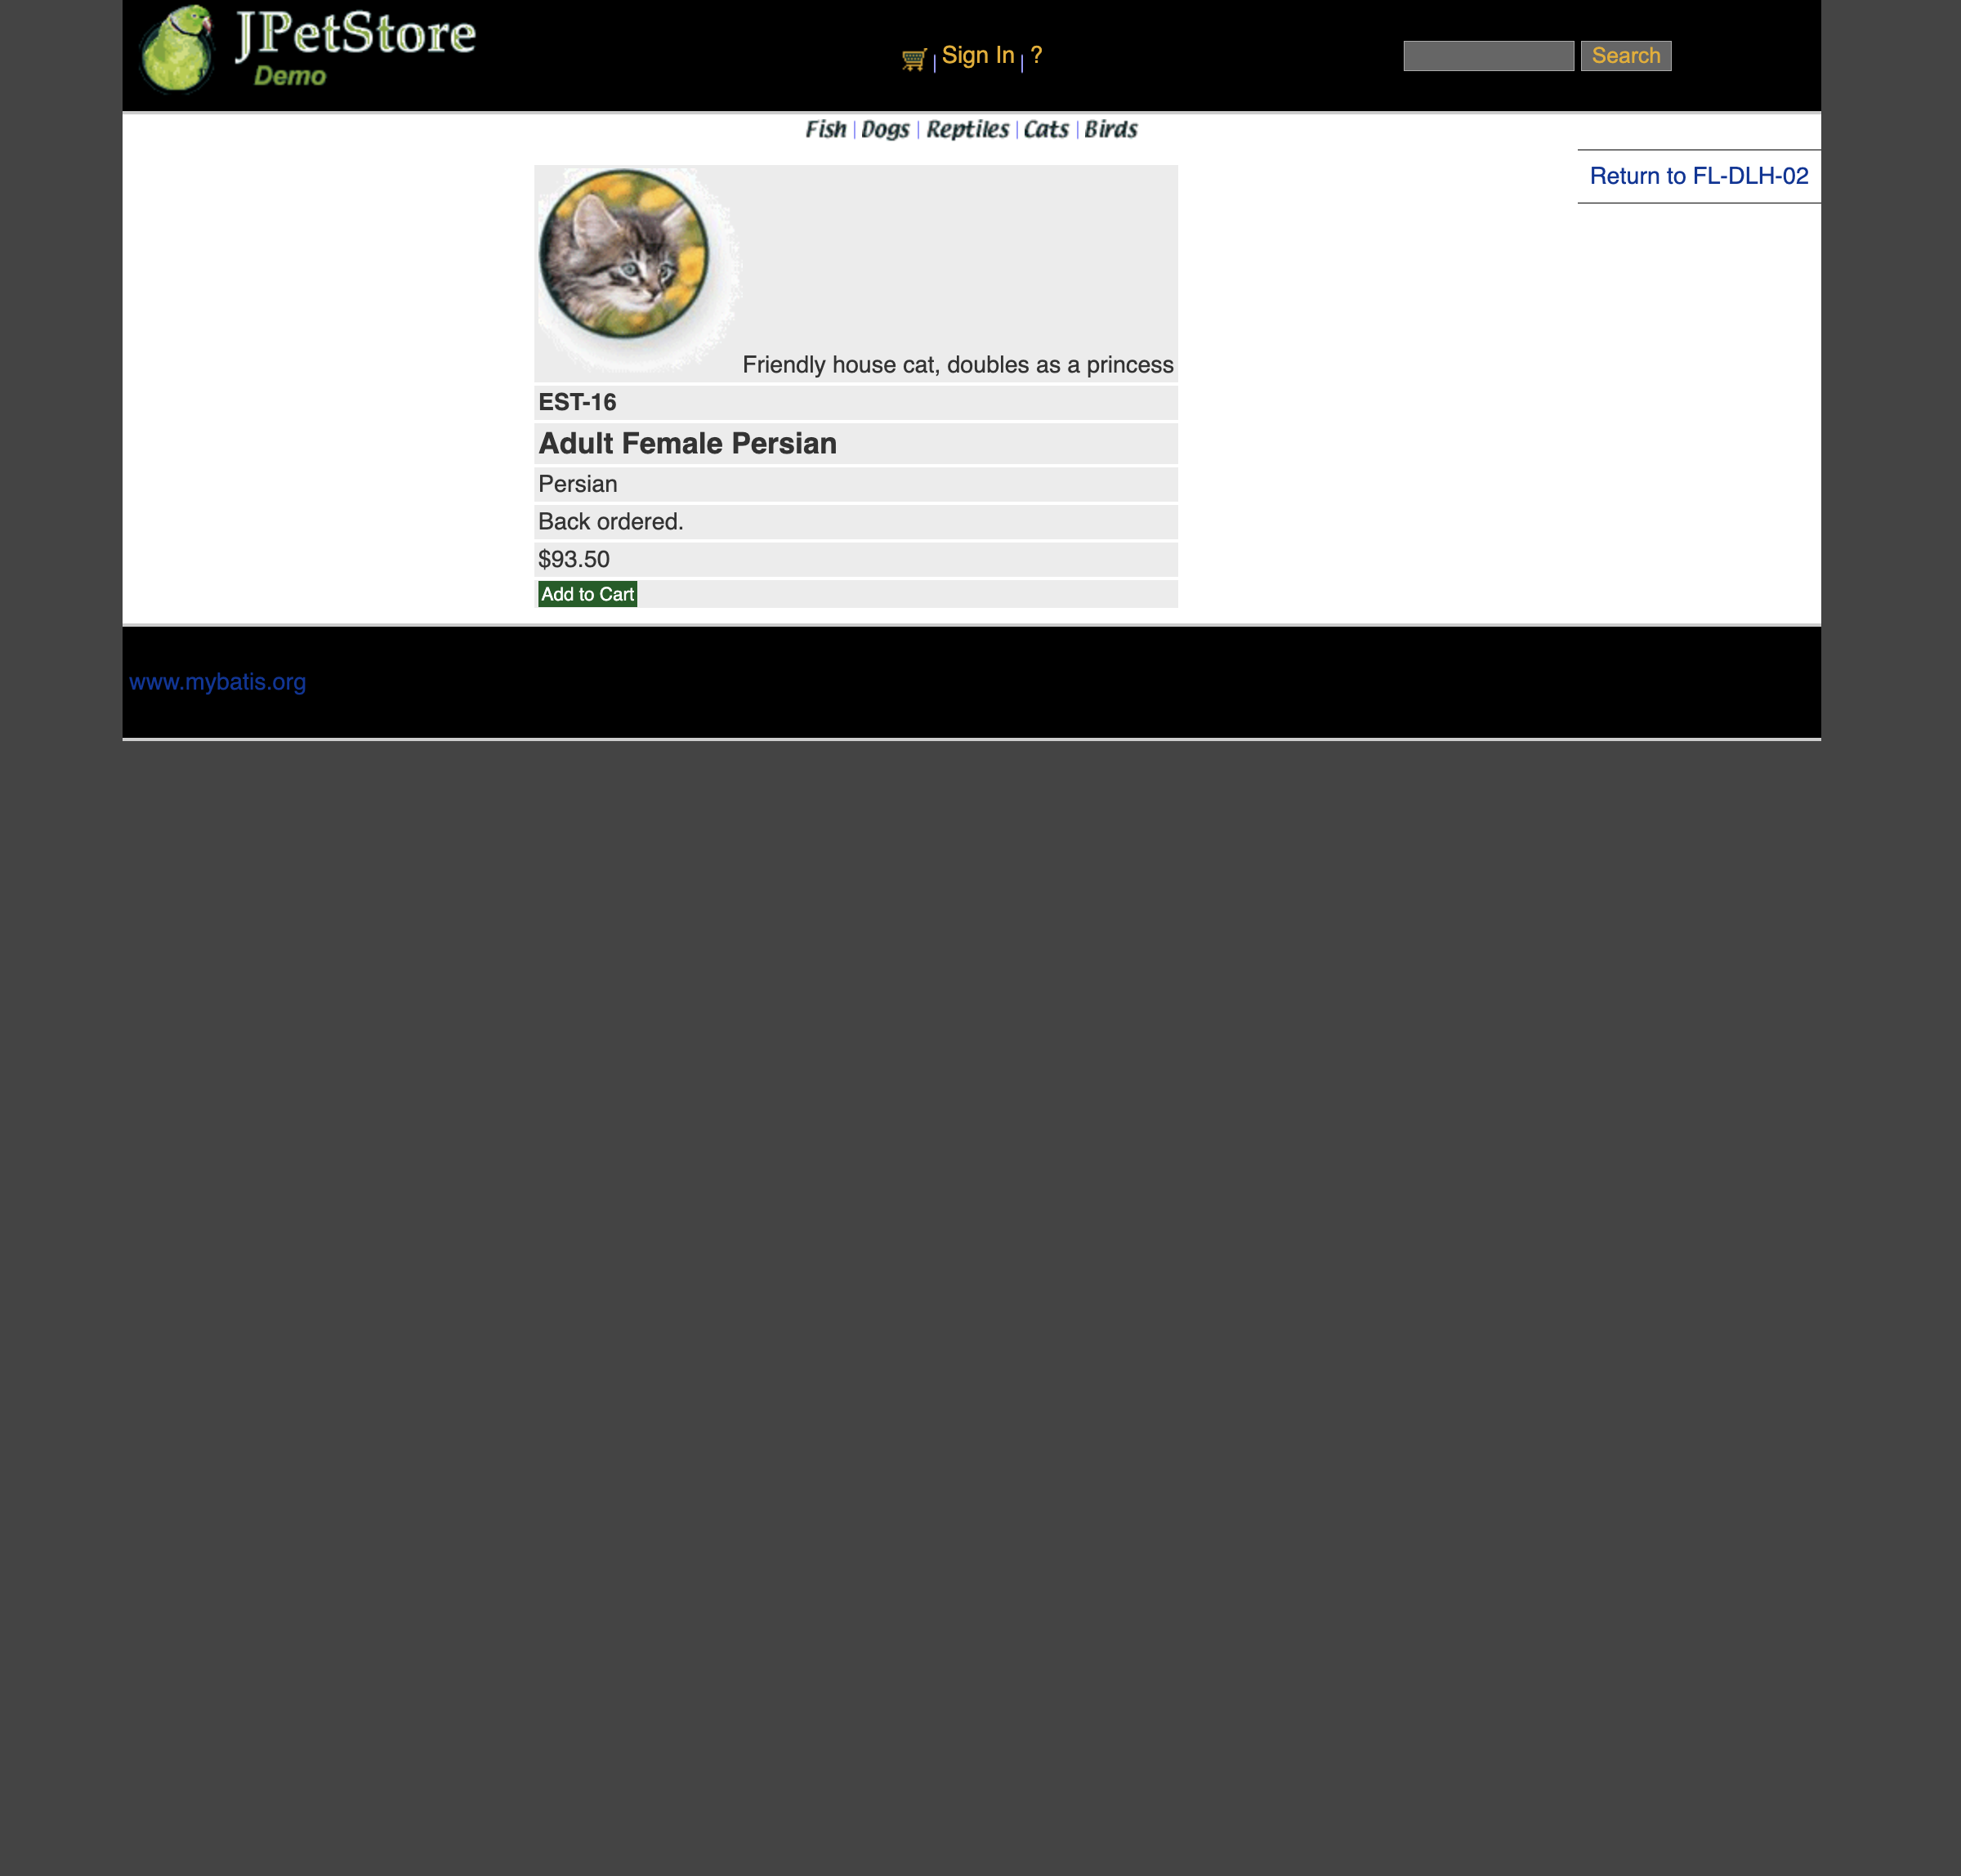 JPetStore
Demo
Sign In | ?
Search
Fish | Dogs | Reptiles | Cats | Birds
Return to FL-DLH-02
Friendly house cat, doubles as a princess
EST-16
Adult Female Persian
Persian
Back ordered.
$93.50
Add to Cart
www.mybatis.org